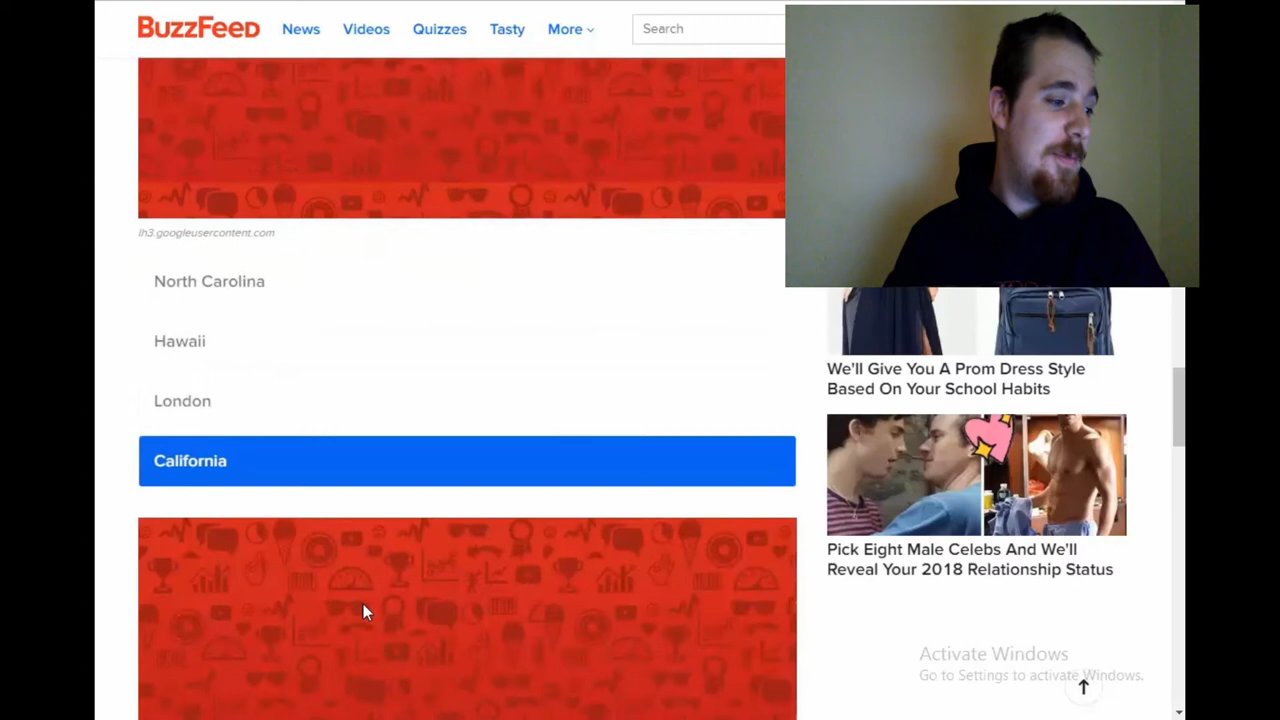 BuzzFeed News Videos Quizzes Tasty More Search
lh3.googleusercontent.com
North Carolina
Hawaii
London
California
We'll Give You A Prom Dress Style
Based On Your School Habits
Pick Eight Male Celebs And We'll
Reveal Your 2018 Relationship Status
Activate Windows
Go to Settings to activate Windows.